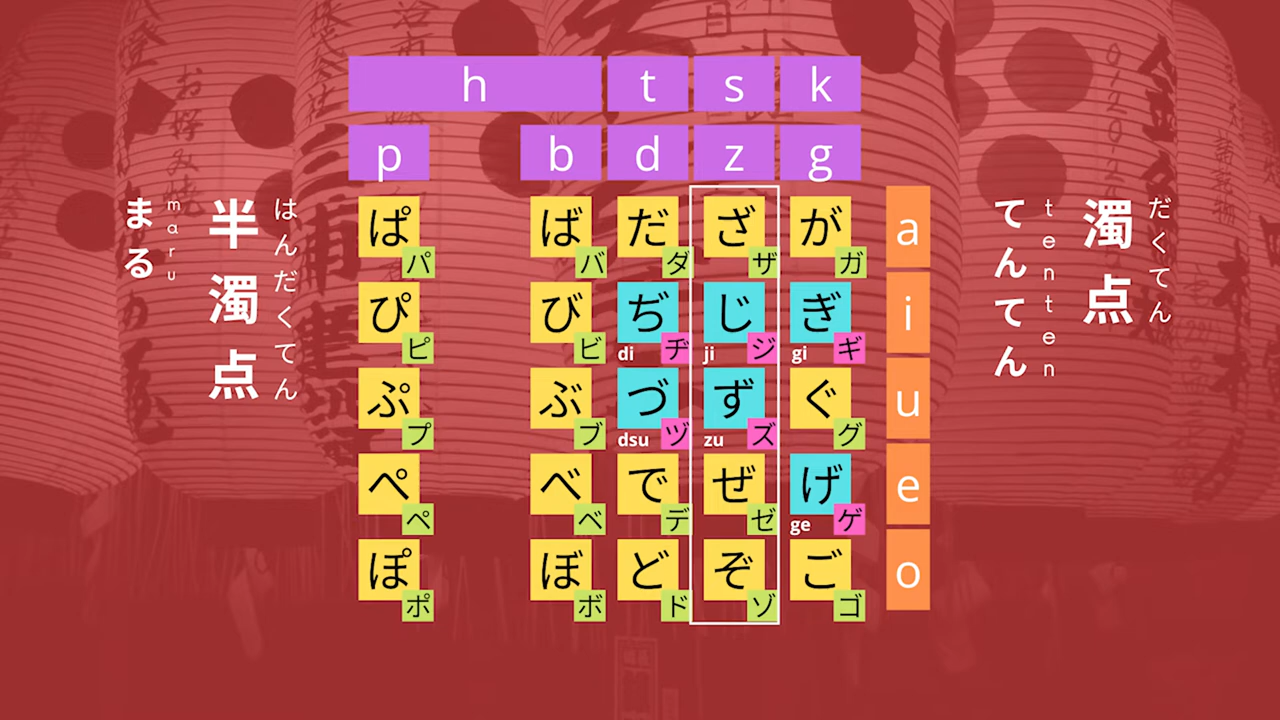 h t s k
p b d z g
ぱ パ ば バ だ ダ ざ ザ が ガ a
ぴ ピ び ビ ぢ di ヂ じ ji ジ ぎ gi ギ i
ぷ プ ぶ ブ づ dsu ヅ ず zu ズ ぐ グ u
ぺ ペ べ ベ で デ ぜ ゼ げ ge ゲ e
ぽ ポ ぼ ボ ど ド ぞ ゾ ご ゴ o
だくてん
濁点
tenten
てんてん
はんだくてん
半濁点
maru
まる